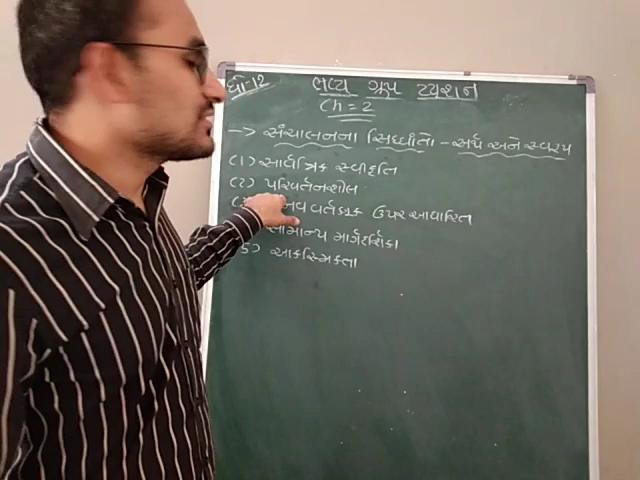 ધો-12
ભવ્ય ગ્રુપ ટ્યુશન
Ch = 2
→ સંચાલનના સિદ્ધાંતો - અર્થ અને સ્વરૂપ
(1) સાર્વત્રિક સ્વીકૃતિ
(2) પરિવર્તનશીલ
વર્તણૂક ઉપર આધારિત
સામાન્ય માર્ગદર્શિકા
આકસ્મિકતા